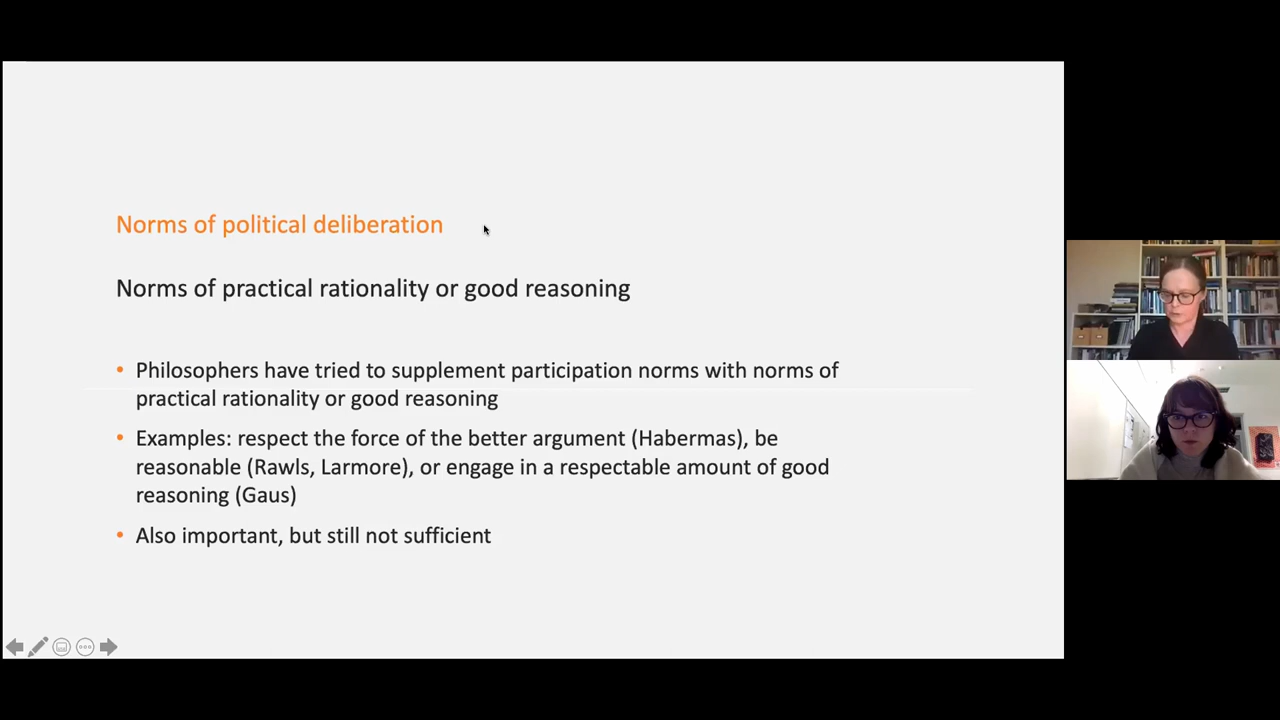 Norms of political deliberation
Norms of practical rationality or good reasoning
• Philosophers have tried to supplement participation norms with norms of
practical rationality or good reasoning
• Examples: respect the force of the better argument (Habermas), be
reasonable (Rawls, Larmore), or engage in a respectable amount of good
reasoning (Gaus)
• Also important, but still not sufficient